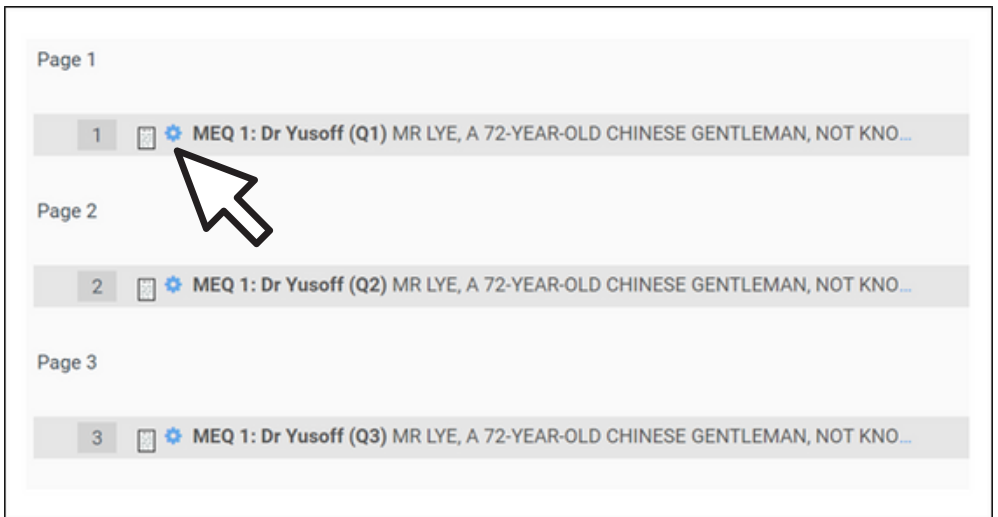 Page 1
1 MEQ 1: Dr Yusoff (Q1) MR LYE, A 72-YEAR-OLD CHINESE GENTLEMAN, NOT KNO...
Page 2
2 MEQ 1: Dr Yusoff (Q2) MR LYE, A 72-YEAR-OLD CHINESE GENTLEMAN, NOT KNO...
Page 3
3 MEQ 1: Dr Yusoff (Q3) MR LYE, A 72-YEAR-OLD CHINESE GENTLEMAN, NOT KNO...